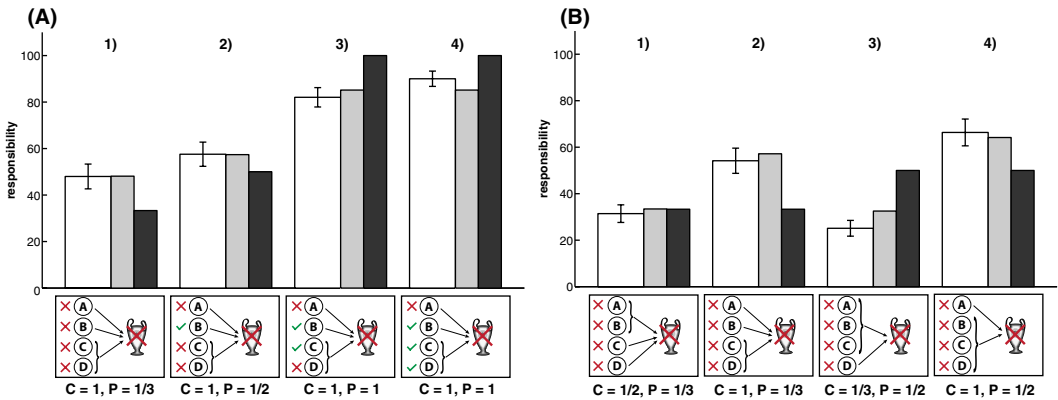 (A)
1) 2) 3) 4)
responsibility
100
80
60
40
20
0
A A A A
B B B B
C C C C
D D D D
C = 1, P = 1/3 C = 1, P = 1/2 C = 1, P = 1 C = 1, P = 1
(B)
1) 2) 3) 4)
responsibility
100
80
60
40
20
0
A A A A
B B B B
C C C C
D D D D
C = 1/2, P = 1/3 C = 1, P = 1/3 C = 1/3, P = 1/2 C = 1, P = 1/2